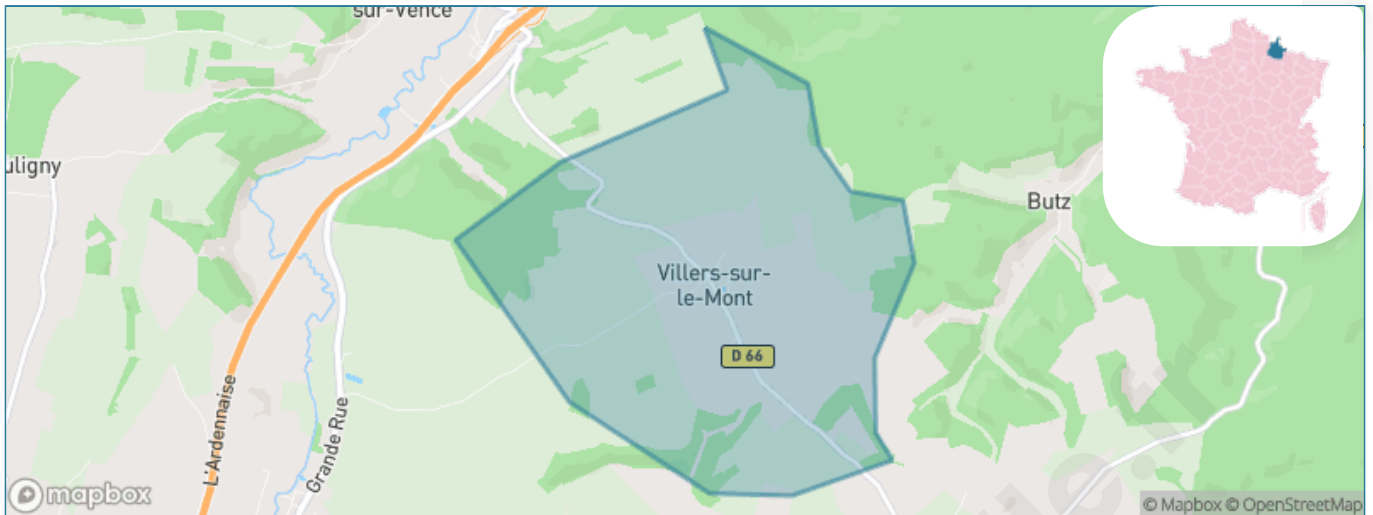 sur-Vence
uligny
Butz
Villers-sur-
le-Mont
D 66
L'Ardennaise
Grande Rue
mapbox
© Mapbox © OpenStreetMap